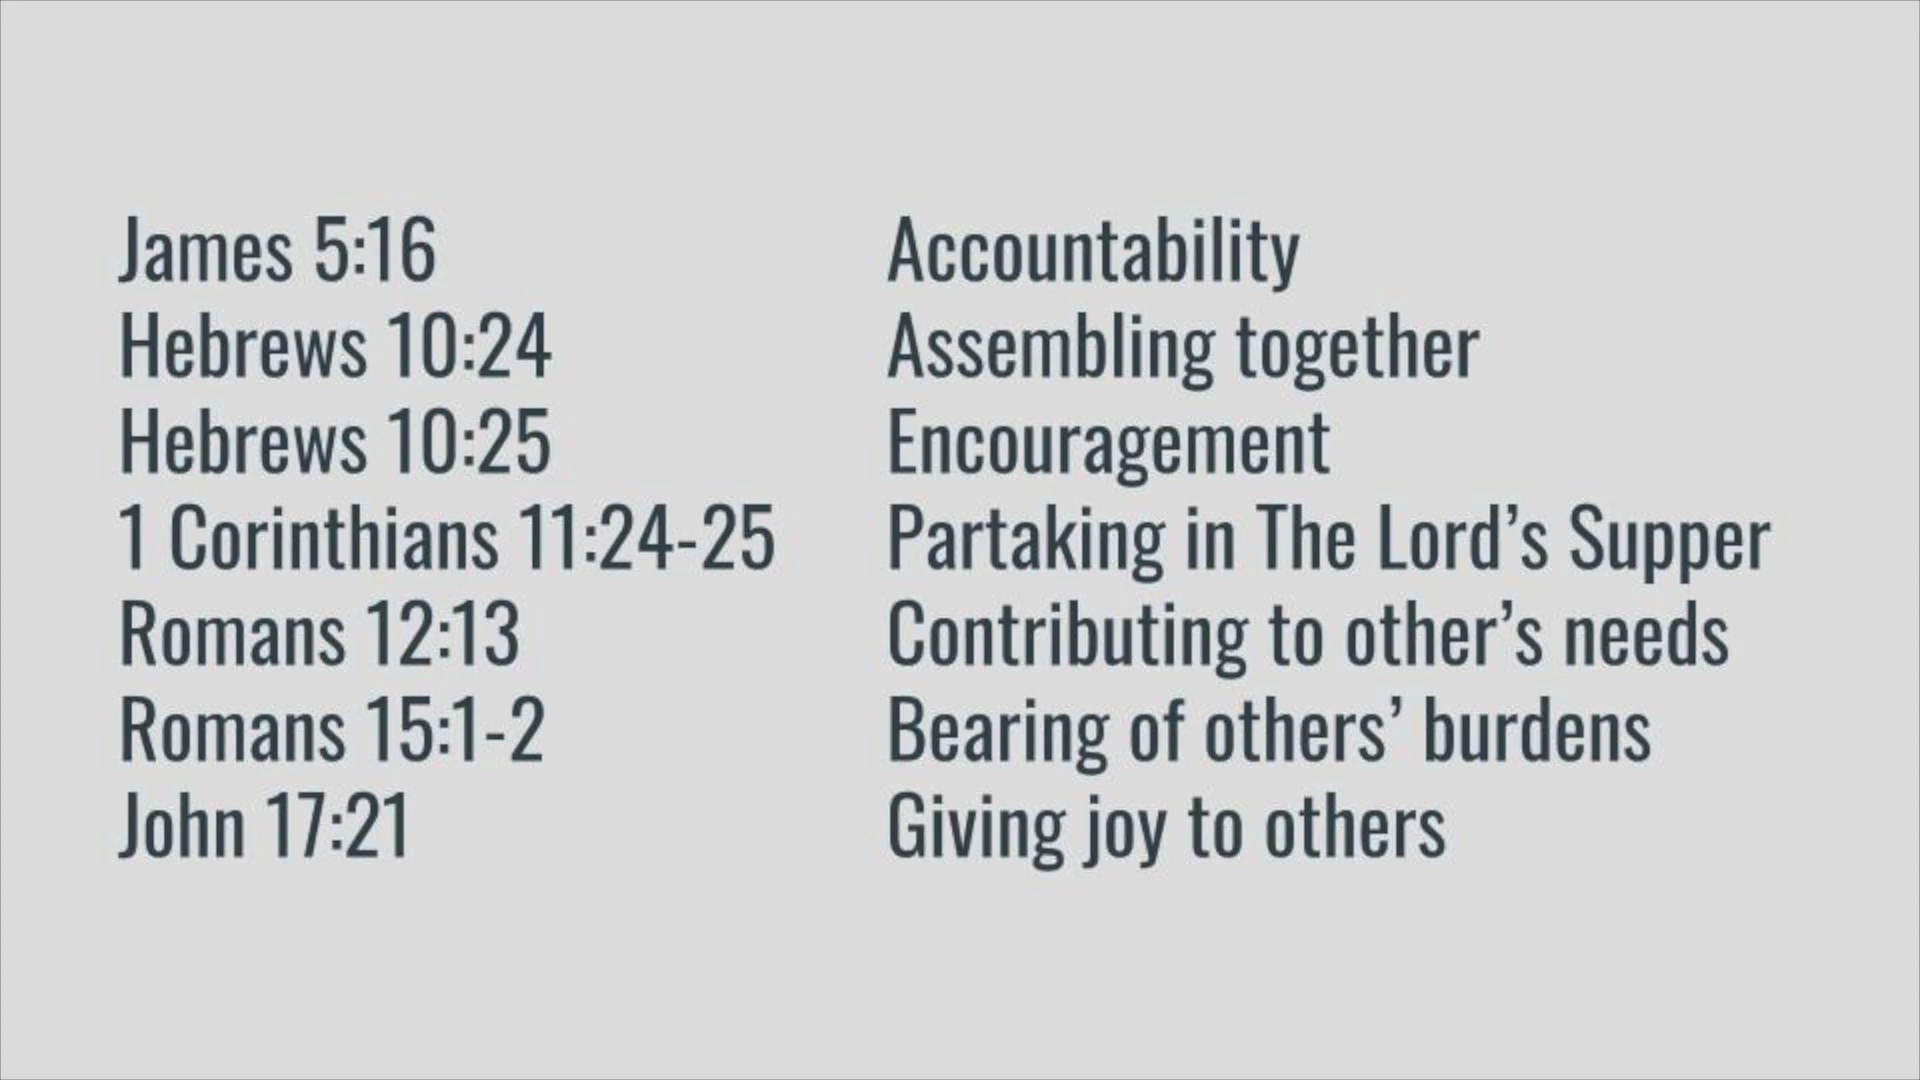 James 5:16 Accountability
Hebrews 10:24 Assembling together
Hebrews 10:25 Encouragement
1 Corinthians 11:24-25 Partaking in The Lord’s Supper
Romans 12:13 Contributing to other’s needs
Romans 15:1-2 Bearing of others’ burdens
John 17:21 Giving joy to others